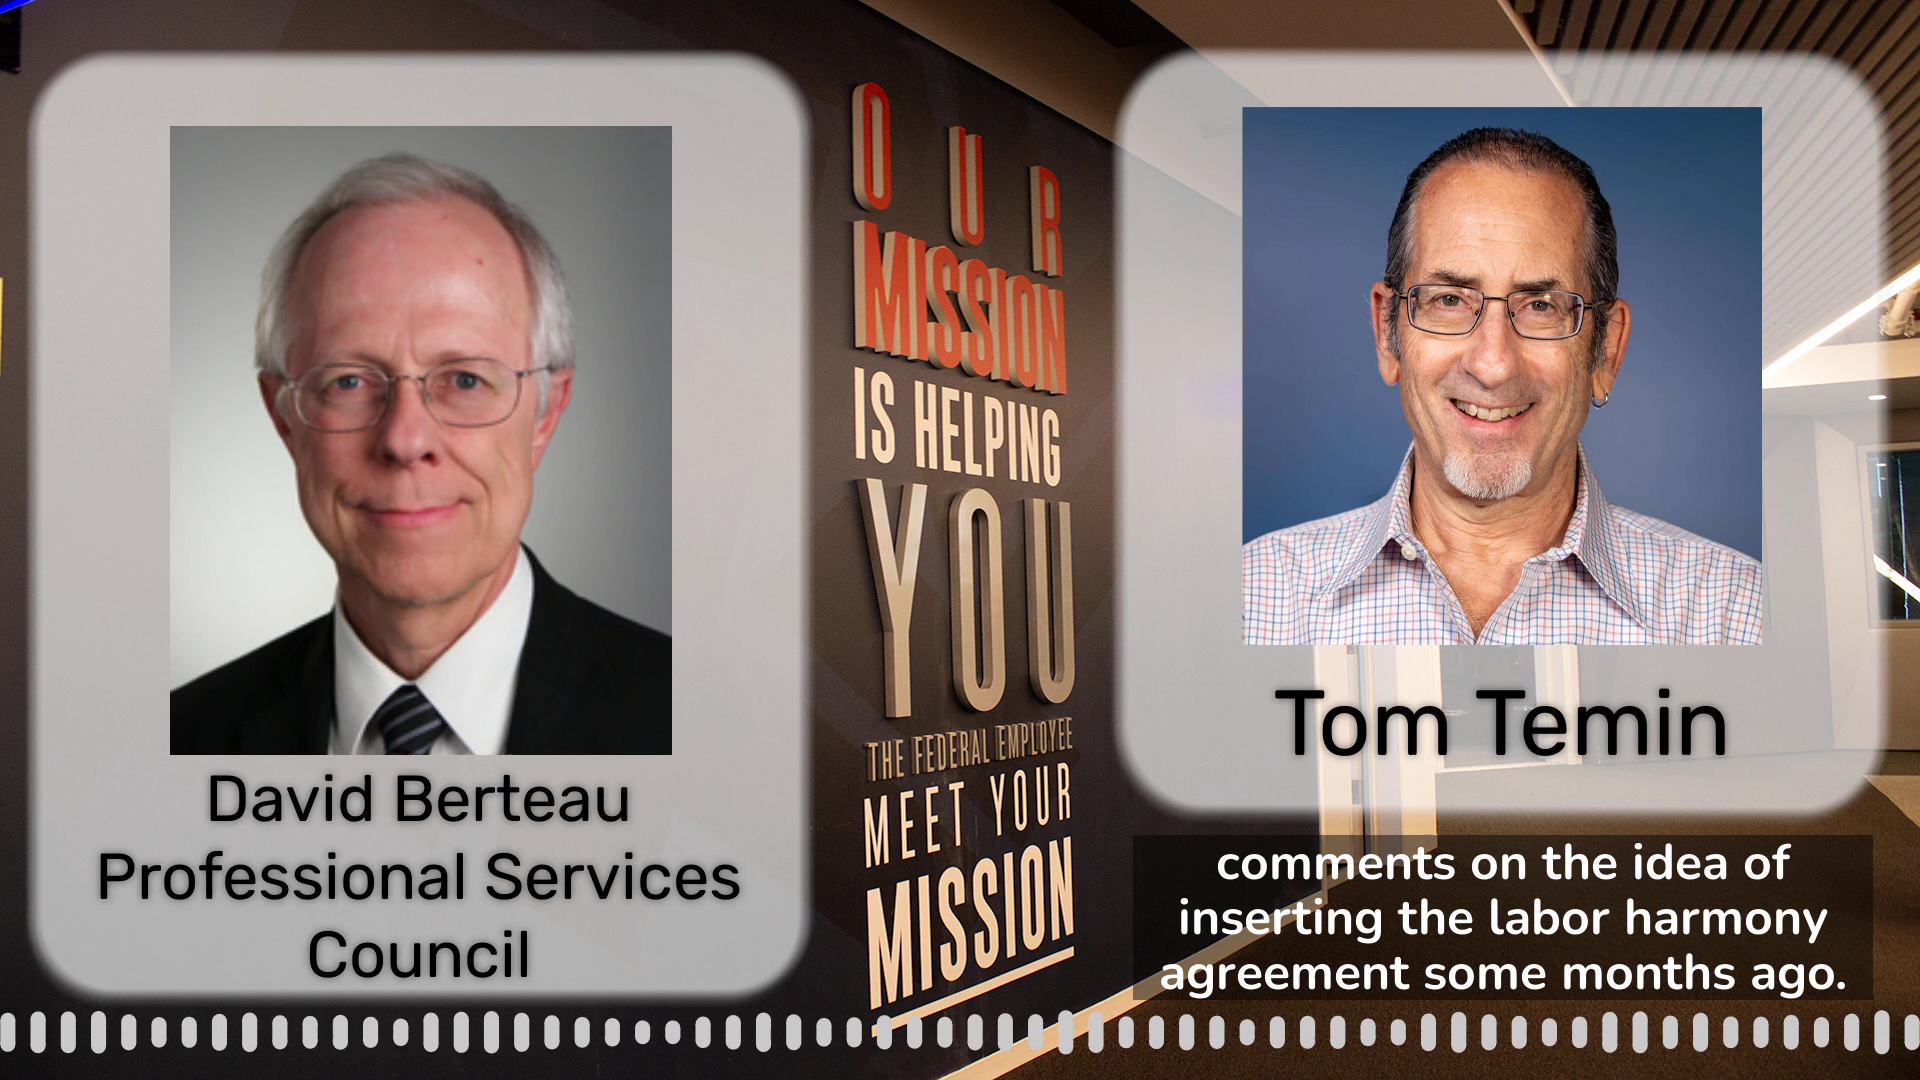 David Berteau
Professional Services
Council
OUR
MISSION
IS HELPING
YOU
THE FEDERAL EMPLOYEE
MEET YOUR
MISSION
Tom Temin
comments on the idea of
inserting the labor harmony
agreement some months ago.